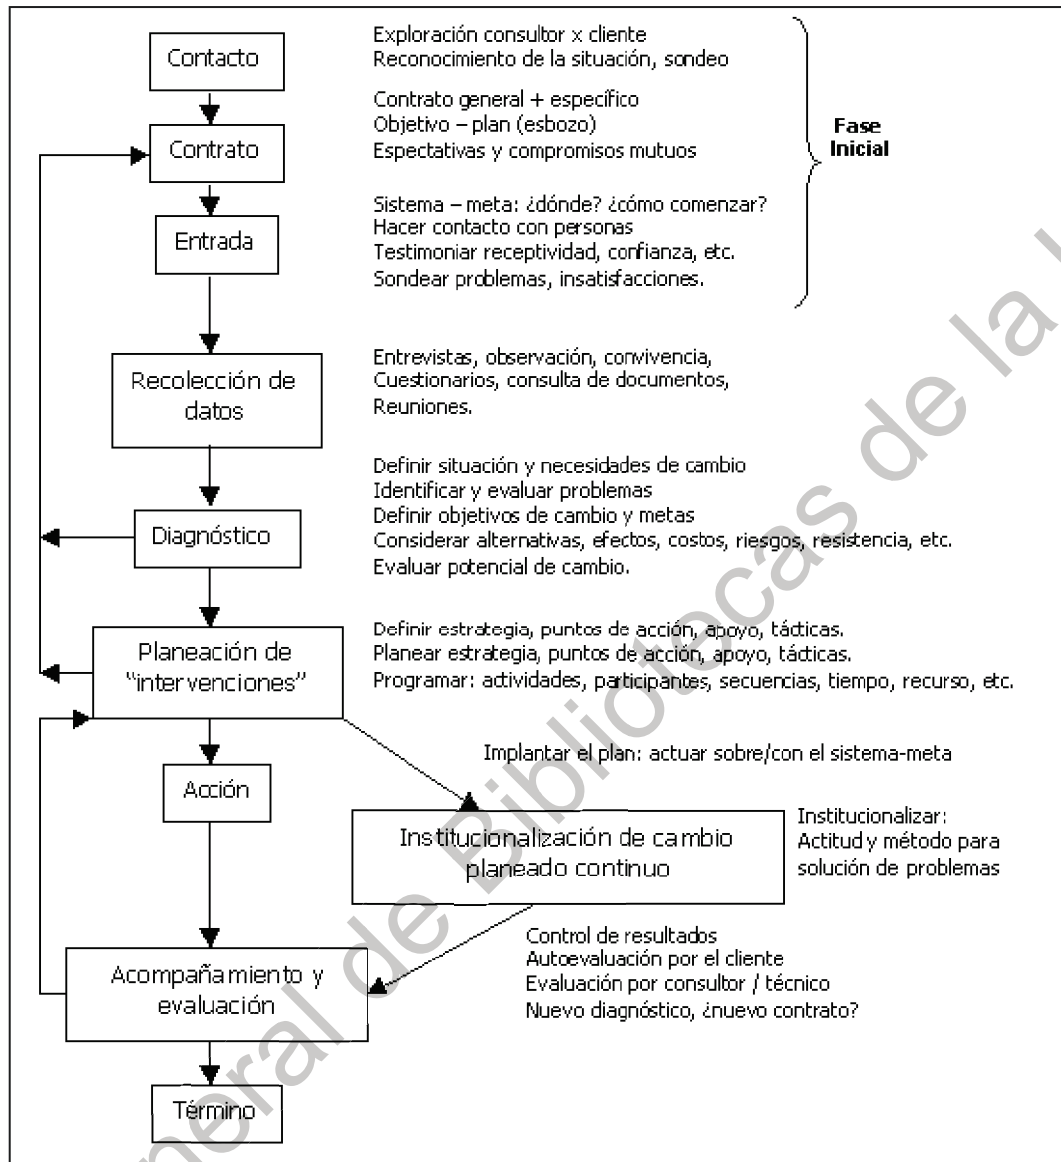 Contacto
Exploración consultor x cliente
Reconocimiento de la situación, sondeo
Contrato
Contrato general + específico
Objetivo – plan (esbozo)
Espectativas y compromisos mutuos
Fase
Inicial
Entrada
Sistema – meta: ¿dónde? ¿cómo comenzar?
Hacer contacto con personas
Testimoniar receptividad, confianza, etc.
Sondear problemas, insatisfacciones.
Recolección de
datos
Entrevistas, observación, convivencia,
Cuestionarios, consulta de documentos,
Reuniones.
Diagnóstico
Definir situación y necesidades de cambio
Identificar y evaluar problemas
Definir objetivos de cambio y metas
Considerar alternativas, efectos, costos, riesgos, resistencia, etc.
Evaluar potencial de cambio.
Planeación de
"intervenciones"
Definir estrategia, puntos de acción, apoyo, tácticas.
Planear estrategia, puntos de acción, apoyo, tácticas.
Programar: actividades, participantes, secuencias, tiempo, recurso, etc.
Acción
Implantar el plan: actuar sobre/con el sistema-meta
Institucionalización de cambio
planeado continuo
Institucionalizar:
Actitud y método para
solución de problemas
Acompañamiento y
evaluación
Control de resultados
Autoevaluación por el cliente
Evaluación por consultor / técnico
Nuevo diagnóstico, ¿nuevo contrato?
Término
de Bibliotecas de la